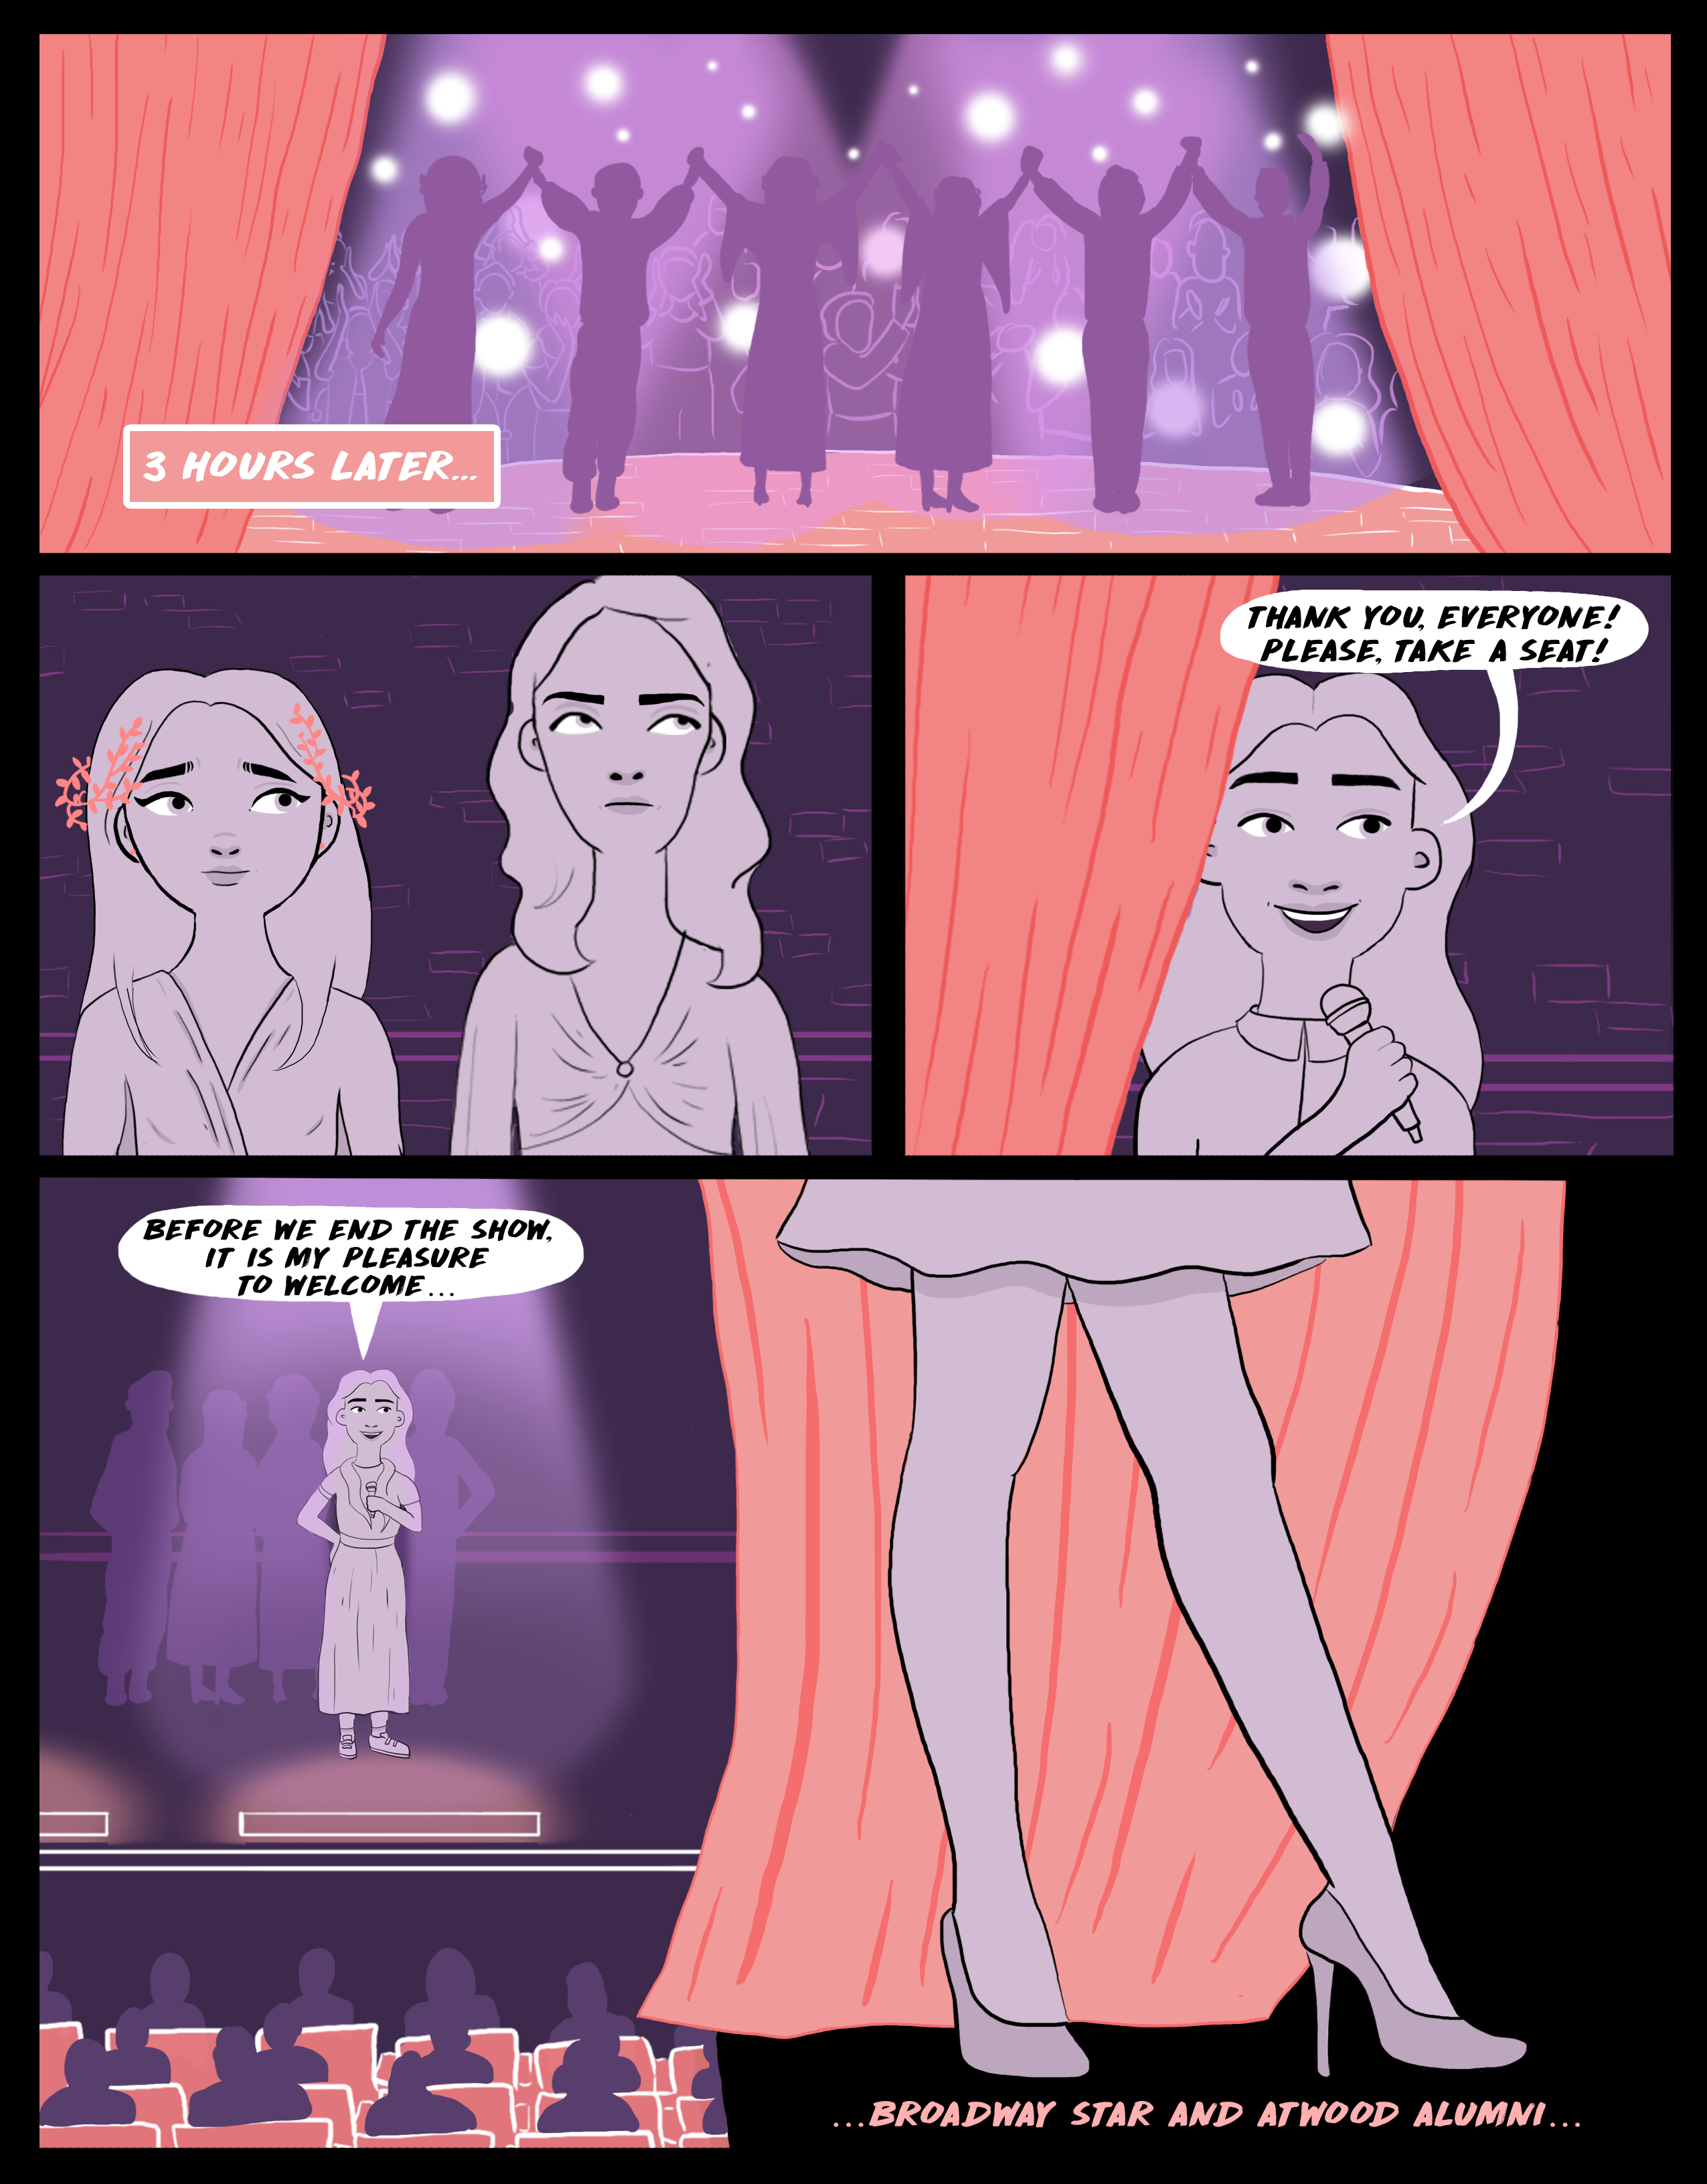 3 HOURS LATER...
THANK YOU, EVERYONE!
PLEASE, TAKE A SEAT!
BEFORE WE END THE SHOW,
IT IS MY PLEASURE
TO WELCOME...
...BROADWAY STAR AND ATWOOD ALUMNI...